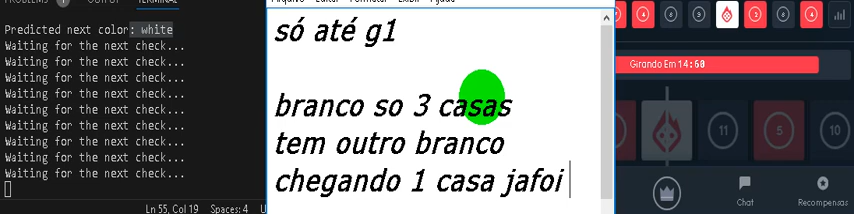 PROBLEMS 1 OUTPUT TERMINAL
Predicted next color: white
Waiting for the next check...
Waiting for the next check...
Waiting for the next check...
Waiting for the next check...
Waiting for the next check...
Waiting for the next check...
Waiting for the next check...
Waiting for the next check...
Waiting for the next check...
Ln 55, Col 19 Spaces: 4
Arquivo Editar Formatar Exibir Ajuda
só até g1
branco so 3 casas
tem outro branco
chegando 1 casa jafoi
Girando Em 14:60
11 5 10
Chat Recompensas